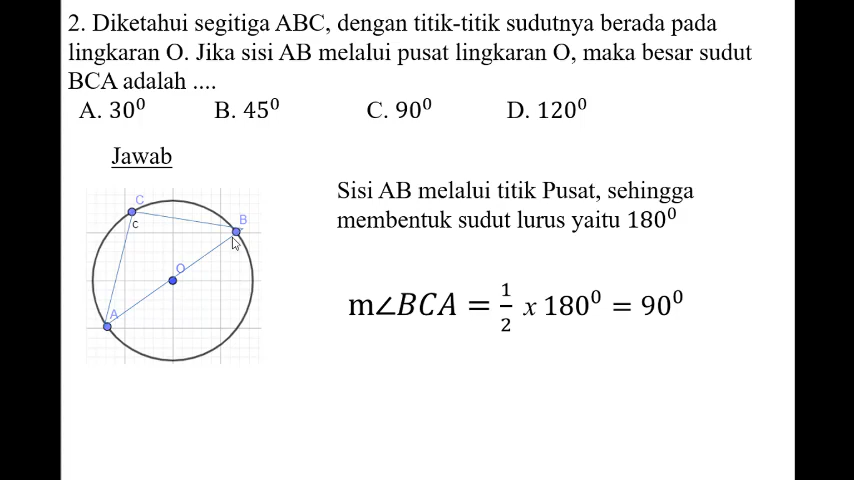 2. Diketahui segitiga ABC, dengan titik-titik sudutnya berada pada
lingkaran O. Jika sisi AB melalui pusat lingkaran O, maka besar sudut
BCA adalah ....
A. 30⁰ B. 45⁰ C. 90⁰ D. 120⁰
Jawab
C
c
B
O
A
Sisi AB melalui titik Pusat, sehingga
membentuk sudut lurus yaitu 180⁰
m∠BCA = 1/2 x 180⁰ = 90⁰